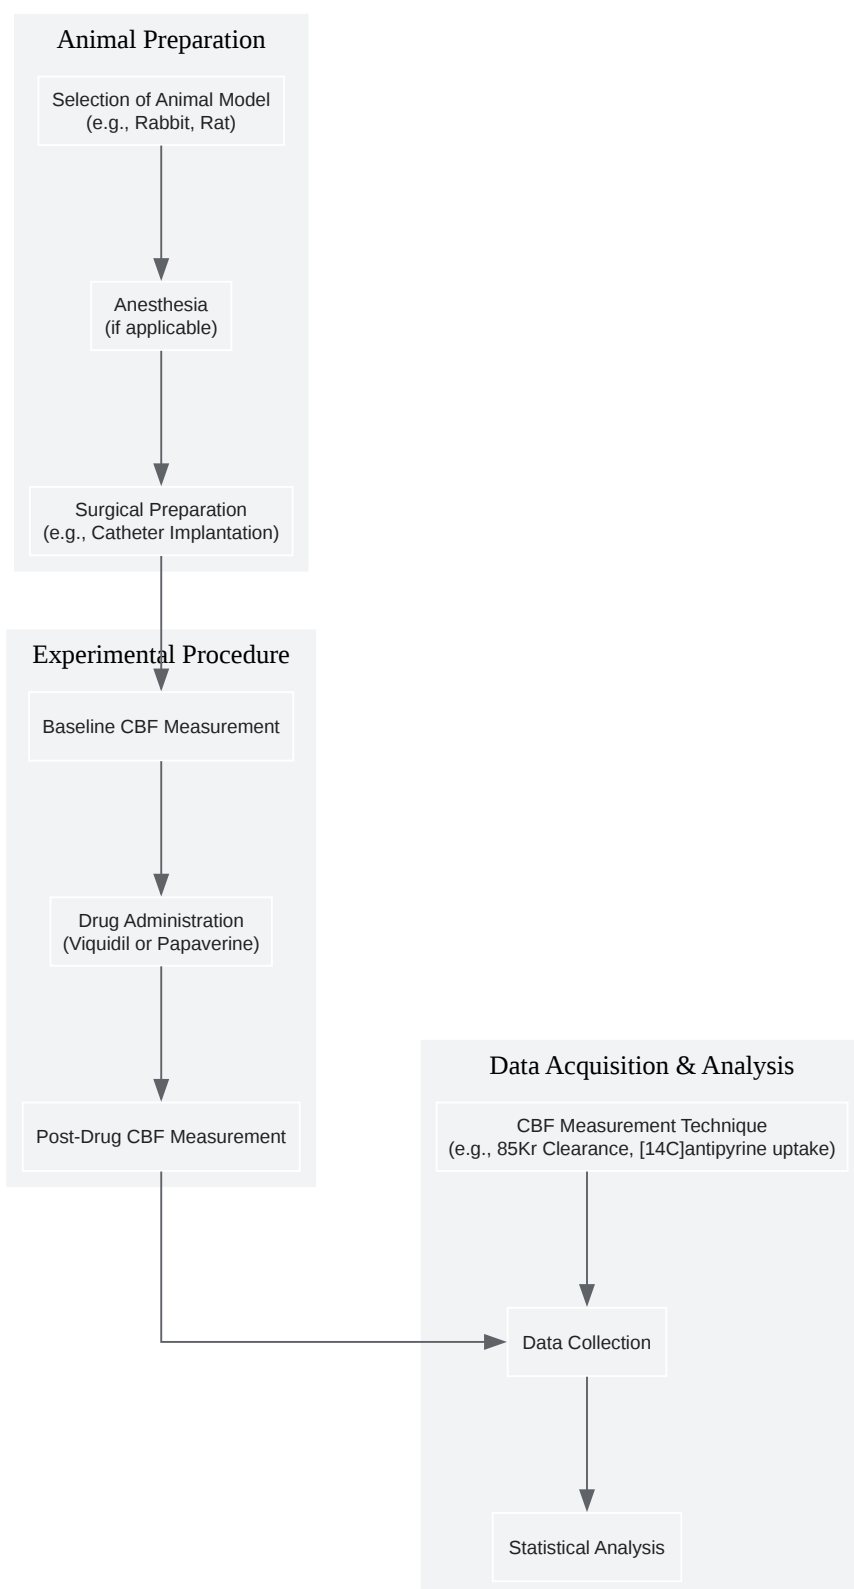 Animal Preparation
Selection of Animal Model
(e.g., Rabbit, Rat)
Anesthesia
(if applicable)
Surgical Preparation
(e.g., Catheter Implantation)
Experimental Procedure
Baseline CBF Measurement
Drug Administration
(Viquidil or Papaverine)
Post-Drug CBF Measurement
Data Acquisition & Analysis
CBF Measurement Technique
(e.g., 85Kr Clearance, [14C]antipyrine uptake)
Data Collection
Statistical Analysis